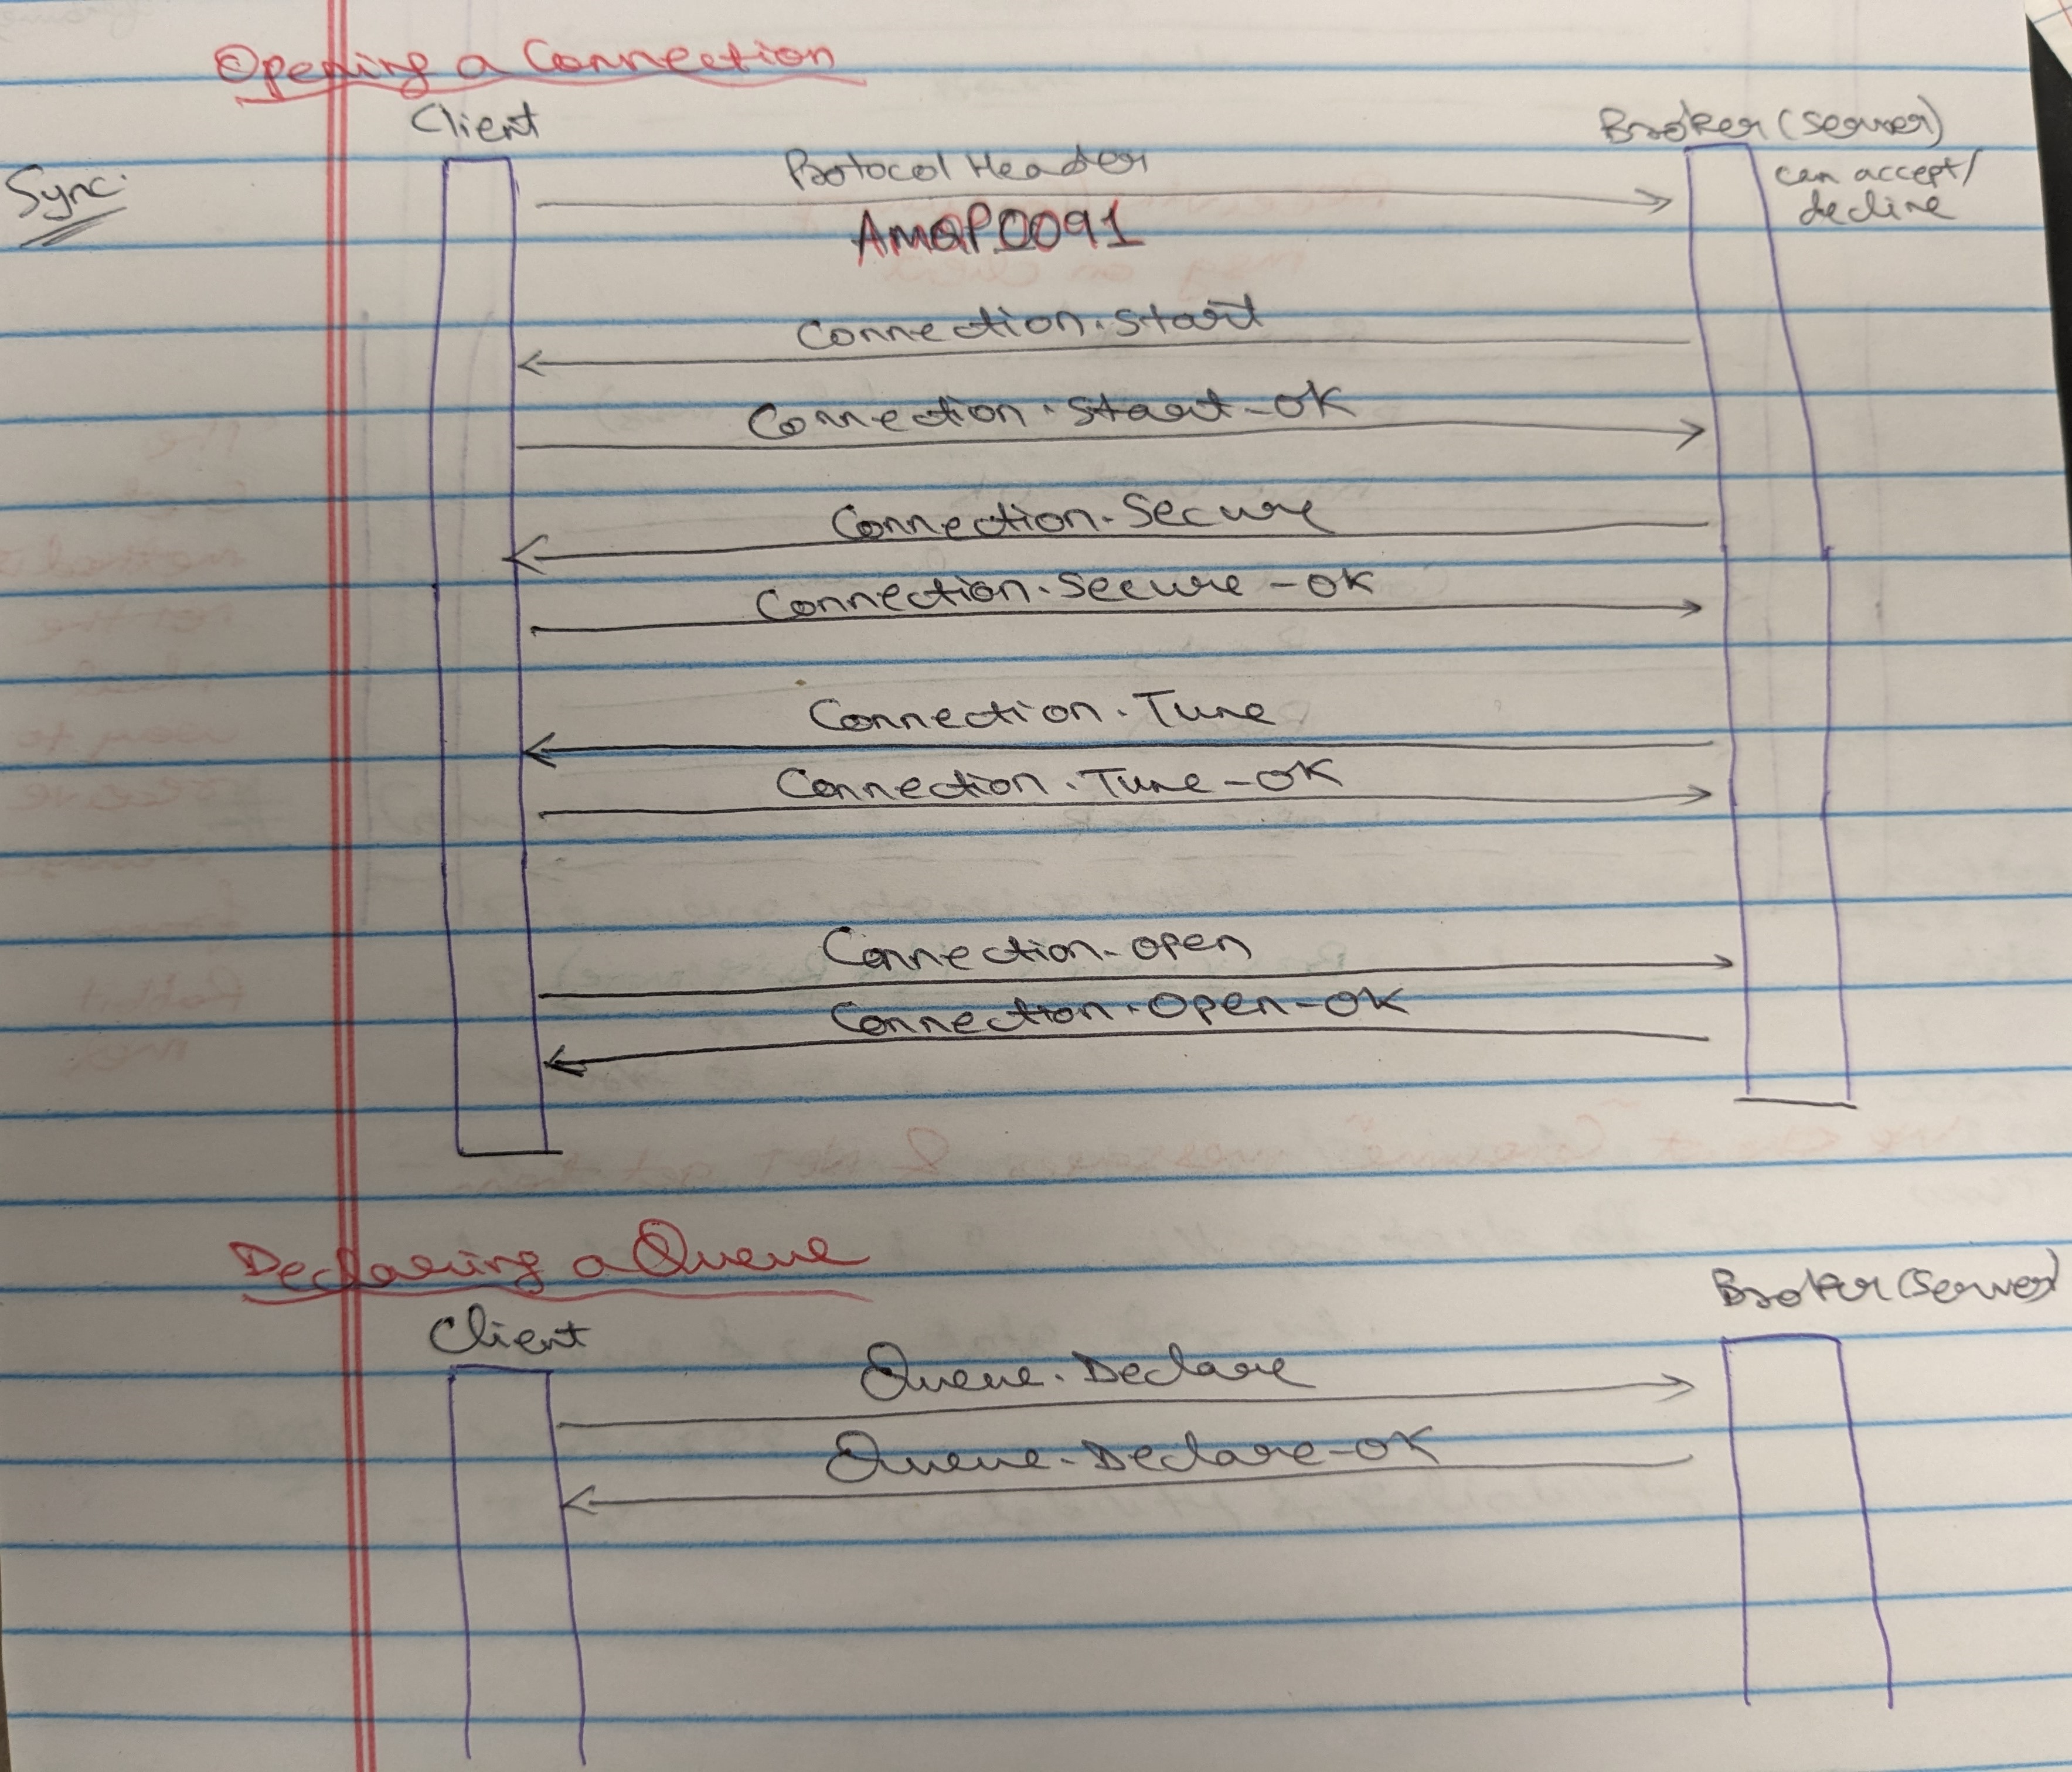 Opening a Connection
Client
Broker (Server)
Sync.
Protocol Header
can accept/
decline
AMQP0091
Connection.Start
Connection.Start-OK
Connection.Secure
Connection.Secure-OK
Connection.Tune
Connection.Tune-OK
Connection.open
Connection.Open-OK
Declaring a Queue
Broker (Server)
Client
Queue.Declare
Queue.Declare-OK